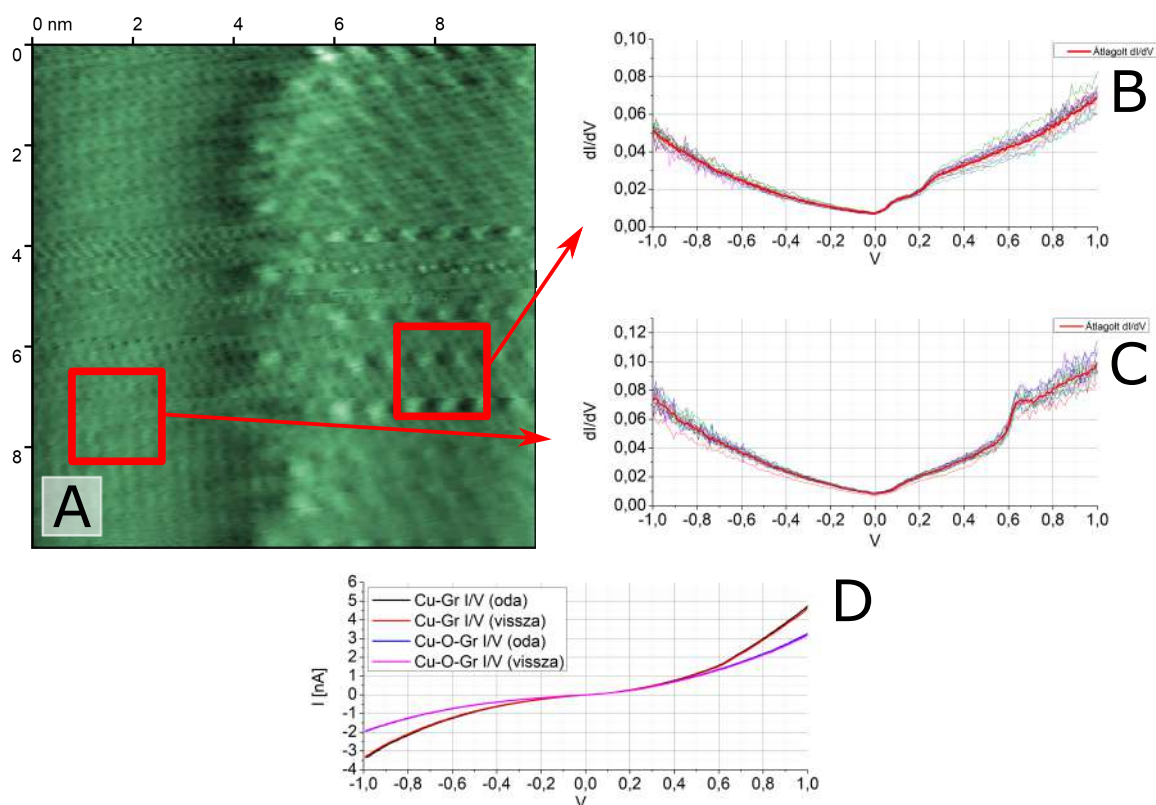 0 nm 2 4 6 8
0
2
4
6
8
A
0,10
0,08
0,06
0,04
0,02
0,00
dI/dV
-1,0 -0,8 -0,6 -0,4 -0,2 0,0 0,2 0,4 0,6 0,8 1,0
V
Átlagolt dI/dV
B
0,12
0,10
0,08
0,06
0,04
0,02
0,00
dI/dV
-1,0 -0,8 -0,6 -0,4 -0,2 0,0 0,2 0,4 0,6 0,8 1,0
V
Átlagolt dI/dV
C
6
5
4
3
2
1
0
-1
-2
-3
-4
I [nA]
Cu-Gr I/V (oda)
Cu-Gr I/V (vissza)
Cu-O-Gr I/V (oda)
Cu-O-Gr I/V (vissza)
-1,0 -0,8 -0,6 -0,4 -0,2 0,0 0,2 0,4 0,6 0,8 1,0
V
D